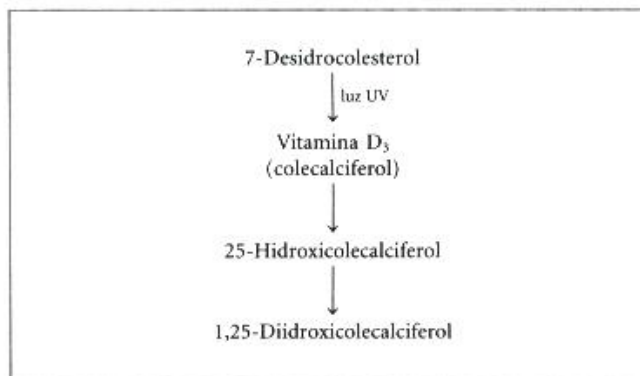 7-Desidrocolesterol
luz UV
Vitamina D₃
(colecalciferol)
25-Hidroxicolecalciferol
1,25-Diidroxicolecalciferol